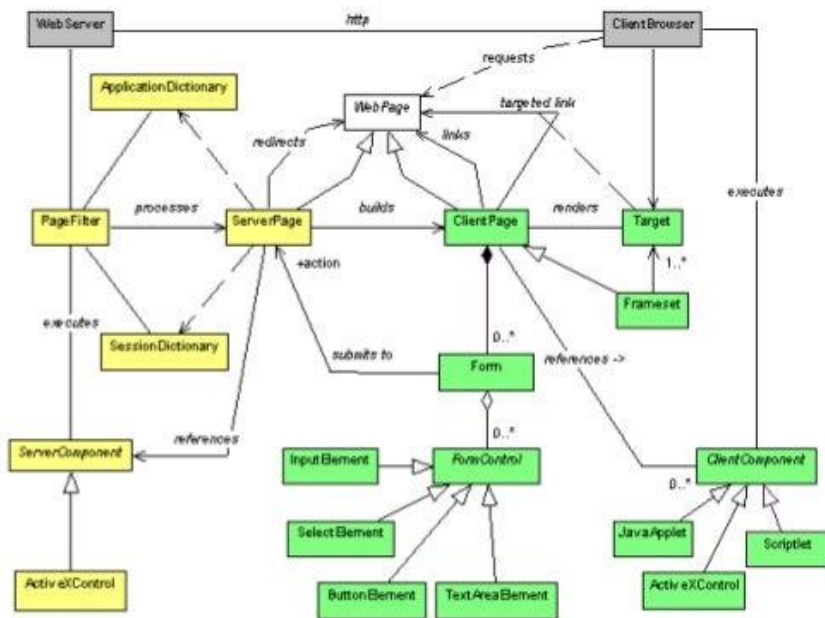 WebServer
http
ClientBrowser
requests
ApplicationDictionary
WebPage
targeted link
redirects
links
executes
PageFilter
processes
ServerPage
builds
ClientPage
renders
Target
+action
1..*
Frameset
executes
SessionDictionary
submits to
0..*
Form
references ->
references
0..*
ServerComponent
InputElement
FormControl
0..*
ClientComponent
SelectElement
JavaApplet
Scriptlet
ActiveXControl
ButtonElement
TextAreaElement
ActiveXControl